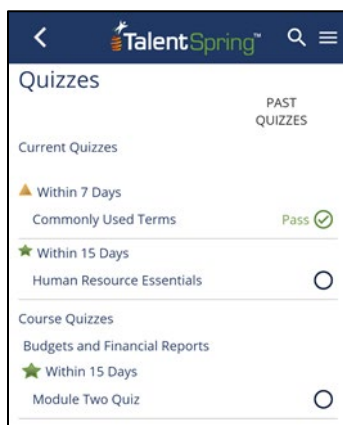 TalentSpring™
Quizzes
PAST
QUIZZES
Current Quizzes
Within 7 Days
Commonly Used Terms Pass
Within 15 Days
Human Resource Essentials
Course Quizzes
Budgets and Financial Reports
Within 15 Days
Module Two Quiz